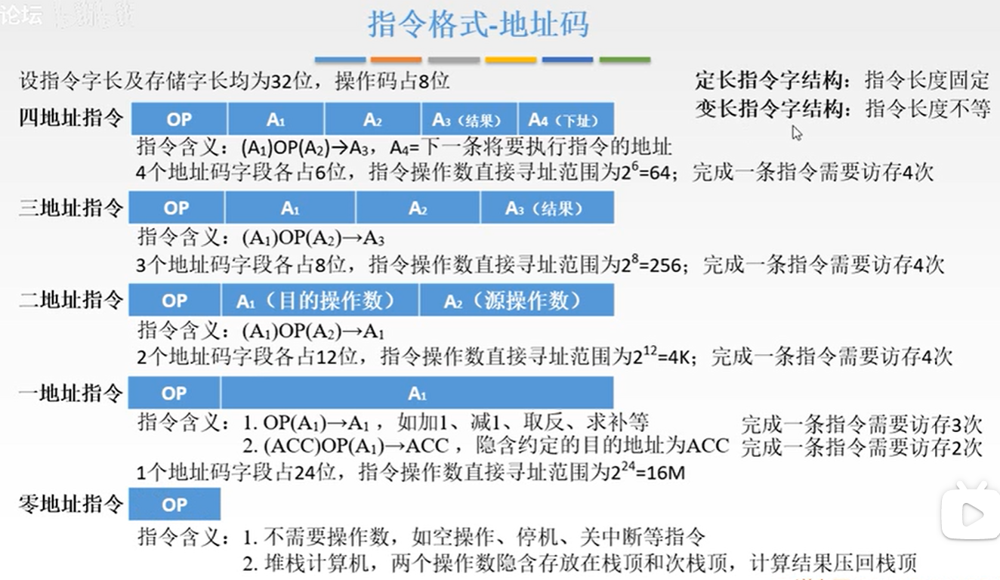 论坛
指令格式-地址码
设指令字长及存储字长均为32位，操作码占8位
定长指令字结构：指令长度固定
变长指令字结构：指令长度不等
四地址指令 OP A₁ A₂ A₃（结果） A₄（下址）
指令含义：(A₁)OP(A₂)→A₃，A₄=下一条将要执行指令的地址
4个地址码字段各占6位，指令操作数直接寻址范围为2⁶=64；完成一条指令需要访存4次
三地址指令 OP A₁ A₂ A₃（结果）
指令含义：(A₁)OP(A₂)→A₃
3个地址码字段各占8位，指令操作数直接寻址范围为2⁸=256；完成一条指令需要访存4次
二地址指令 OP A₁（目的操作数） A₂（源操作数）
指令含义：(A₁)OP(A₂)→A₁
2个地址码字段各占12位，指令操作数直接寻址范围为2¹²=4K；完成一条指令需要访存4次
一地址指令 OP A₁
指令含义：1. OP(A₁)→A₁ ，如加1、减1、取反、求补等 完成一条指令需要访存3次
2. (ACC)OP(A₁)→ACC ，隐含约定的目的地址为ACC 完成一条指令需要访存2次
1个地址码字段占24位，指令操作数直接寻址范围为2²⁴=16M
零地址指令 OP
指令含义：1. 不需要操作数，如空操作、停机、关中断等指令
2. 堆栈计算机，两个操作数隐含存放在栈顶和次栈顶，计算结果压回栈顶